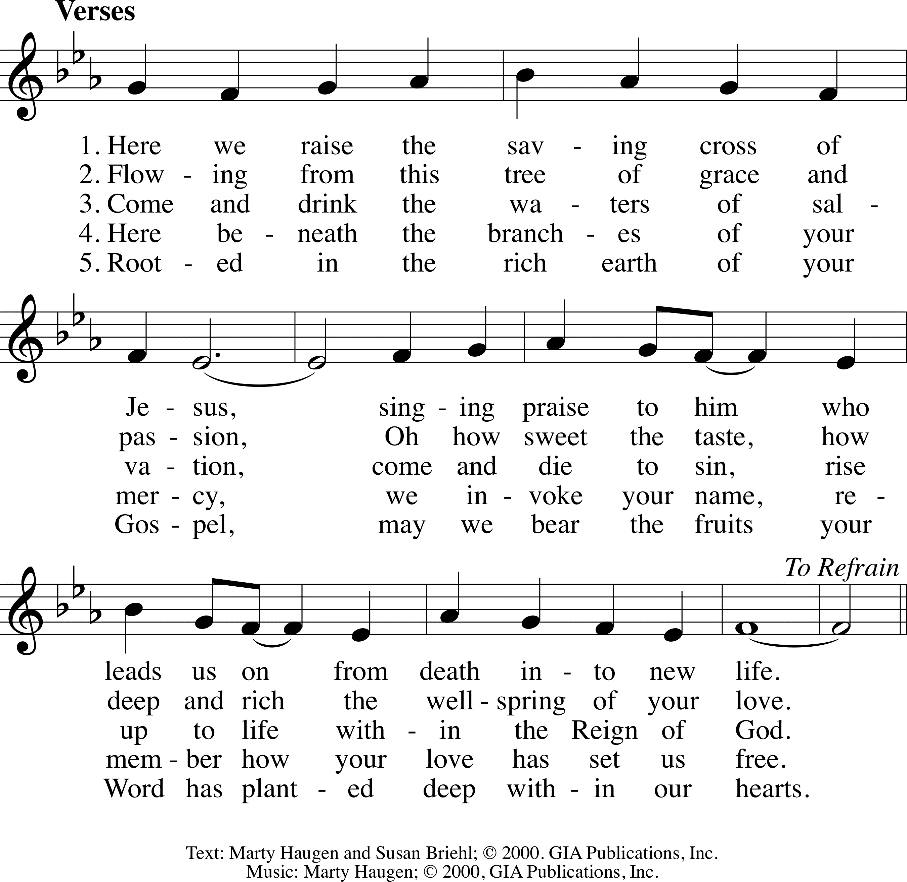 Verses
1. Here we raise the sav - ing cross of
2. Flow - ing from this tree of grace and
3. Come and drink the wa - ters of sal -
4. Here be - neath the branch - es of your
5. Root - ed in the rich earth of your
Je - sus, sing - ing praise to him who
pas - sion, Oh how sweet the taste, how
va - tion, come and die to sin, rise
mer - cy, we in - voke your name, re -
Gos - pel, may we bear the fruits your
To Refrain
leads us on from death in - to new life.
deep and rich the well - spring of your love.
up to life with - in the Reign of God.
mem - ber how your love has set us free.
Word has plant - ed deep with - in our hearts.
Text: Marty Haugen and Susan Briehl; © 2000. GIA Publications, Inc.
Music: Marty Haugen; © 2000, GIA Publications, Inc.